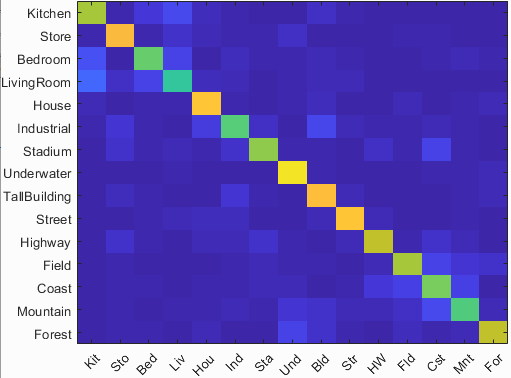 Kitchen
Store
Bedroom
LivingRoom
House
Industrial
Stadium
Underwater
TallBuilding
Street
Highway
Field
Coast
Mountain
Forest
Kit Sto Bed Liv Hou Ind Sta Und Bld Str HW Fld Cst Mnt For